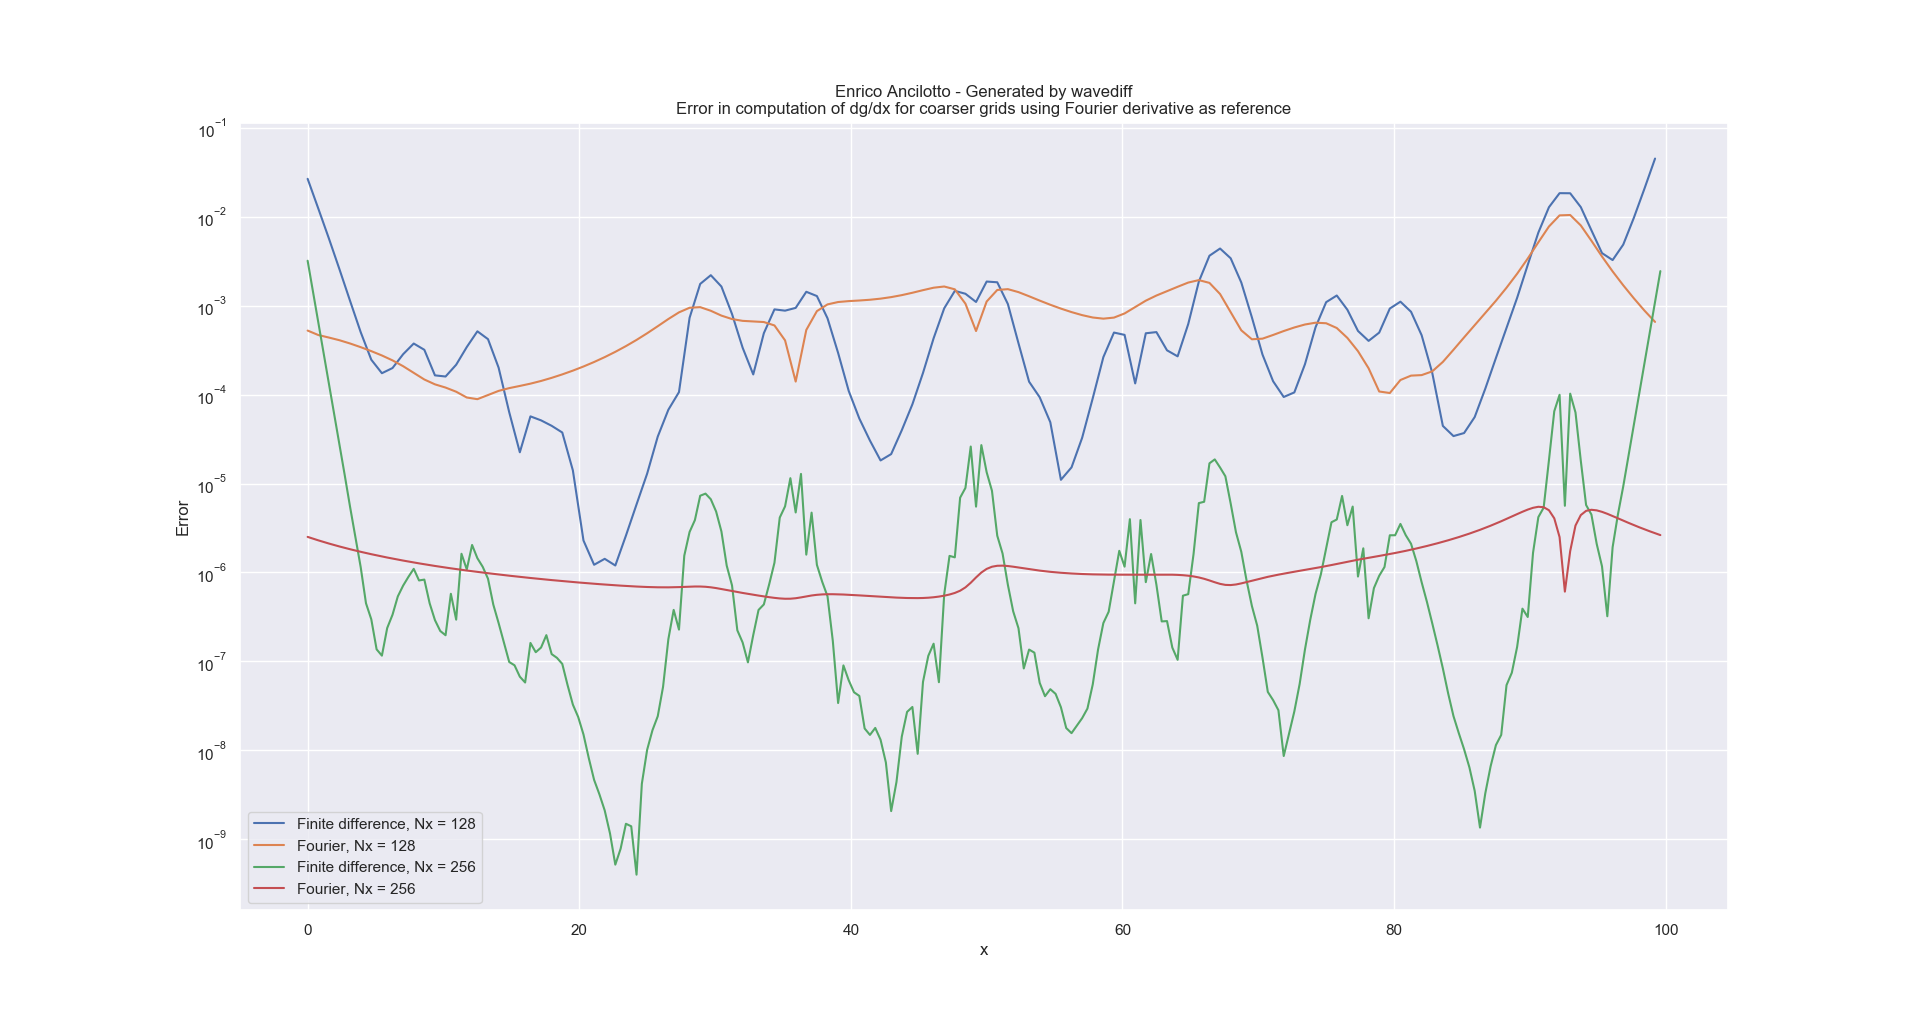 Enrico Ancilotto - Generated by wavediff
Error in computation of dg/dx for coarser grids using Fourier derivative as reference
10⁻¹
10⁻²
10⁻³
10⁻⁴
10⁻⁵
10⁻⁶
10⁻⁷
10⁻⁸
10⁻⁹
Error
Finite difference, Nx = 128
Fourier, Nx = 128
Finite difference, Nx = 256
Fourier, Nx = 256
0 20 40 60 80 100
x